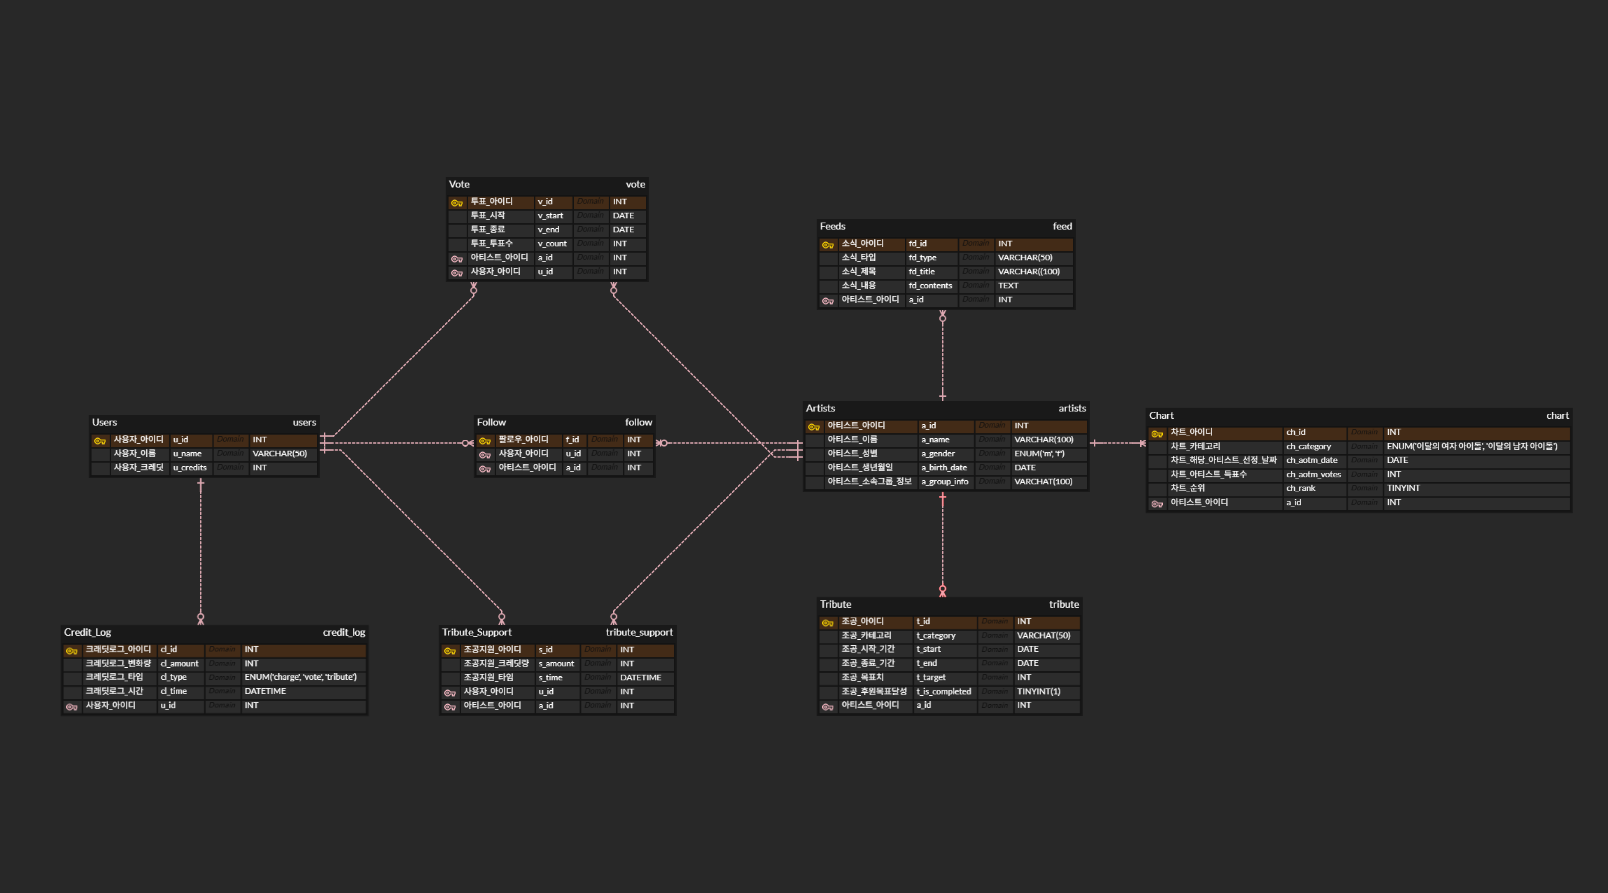 Vote vote
투표_아이디 v_id Domain INT
투표_시작 v_start Domain DATE
투표_종료 v_end Domain DATE
투표_투표수 v_count Domain INT
아티스트_아이디 a_id Domain INT
사용자_아이디 u_id Domain INT
Feeds feed
소식_아이디 fd_id Domain INT
소식_타입 fd_type Domain VARCHAR(50)
소식_제목 fd_title Domain VARCHAR((100)
소식_내용 fd_contents Domain TEXT
아티스트_아이디 a_id Domain INT
Users users
사용자_아이디 u_id Domain INT
사용자_이름 u_name Domain VARCHAR(50)
사용자_크레딧 u_credits Domain INT
Follow follow
팔로우_아이디 f_id Domain INT
사용자_아이디 u_id Domain INT
아티스트_아이디 a_id Domain INT
Artists artists
아티스트_아이디 a_id Domain INT
아티스트_이름 a_name Domain VARCHAR(100)
아티스트_성별 a_gender Domain ENUM('m', 'f')
아티스트_생년월일 a_birth_date Domain DATE
아티스트_소속그룹_정보 a_group_info Domain VARCHAT(100)
Chart chart
차트_아이디 ch_id Domain INT
차트_카테고리 ch_category Domain ENUM('이달의 여자 아이돌', '이달의 남자 아이돌')
차트_해당_아티스트_선정_날짜 ch_aotm_date Domain DATE
차트_아티스트_득표수 ch_aotm_votes Domain INT
차트_순위 ch_rank Domain TINYINT
아티스트_아이디 a_id Domain INT
Credit_Log credit_log
크레딧로그_아이디 cl_id Domain INT
크레딧로그_변화량 cl_amount Domain INT
크레딧로그_타입 cl_type Domain ENUM('charge', 'vote', 'tribute')
크레딧로그_시간 cl_time Domain DATETIME
사용자_아이디 u_id Domain INT
Tribute_Support tribute_support
조공지원_아이디 s_id Domain INT
조공지원_크레딧량 s_amount Domain INT
조공지원_타임 s_time Domain DATETIME
사용자_아이디 u_id Domain INT
아티스트_아이디 a_id Domain INT
Tribute tribute
조공_아이디 t_id Domain INT
조공_카테고리 t_category Domain VARCHAT(50)
조공_시작_기간 t_start Domain DATE
조공_종료_기간 t_end Domain DATE
조공_목표치 t_target Domain INT
조공_후원목표달성 t_is_completed Domain TINYINT(1)
아티스트_아이디 a_id Domain INT